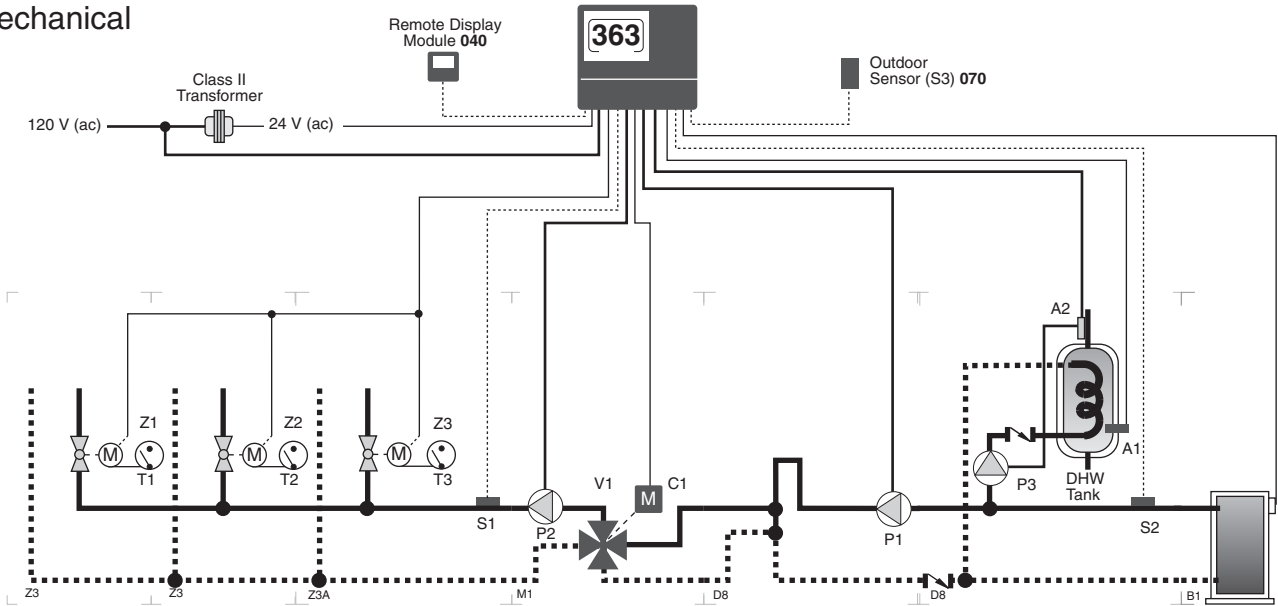 echanical
Remote Display
Module 040
363
Outdoor
Sensor (S3) 070
Class II
Transformer
120 V (ac)
24 V (ac)
A2
Z1
Z2
Z3
M
M
M
T1
T2
T3
V1
M
C1
A1
P3
DHW
Tank
S1
P2
P1
S2
Z3
Z3
Z3A
M1
D8
D8
B1